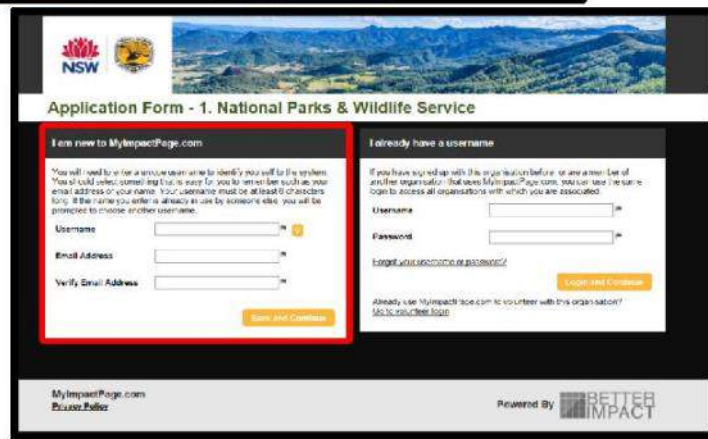 NSW
Application Form - 1. National Parks & Wildlife Service
I am new to MyImpactPage.com
You will need to enter a unique username to identify yourself to the system.
You should select something that is easy for you to remember such as your
email address or your name. Your username must be at least 6 characters
long. If the name you enter is already in use by someone else, you will be
prompted to choose another username.
Username
Email Address
Verify Email Address
Save and Continue
I already have a username
If you have signed up with this organisation before, or are a member of
another organisation that uses MyImpactPage.com, you can use the same
login to access all organisations with which you are associated.
Username
Password
Forgot your username or password?
Login and Continue
Already use MyImpactPage.com to volunteer with this organisation?
Go to volunteer login
MyImpactPage.com
Privacy Policy
Powered By
BETTER
IMPACT